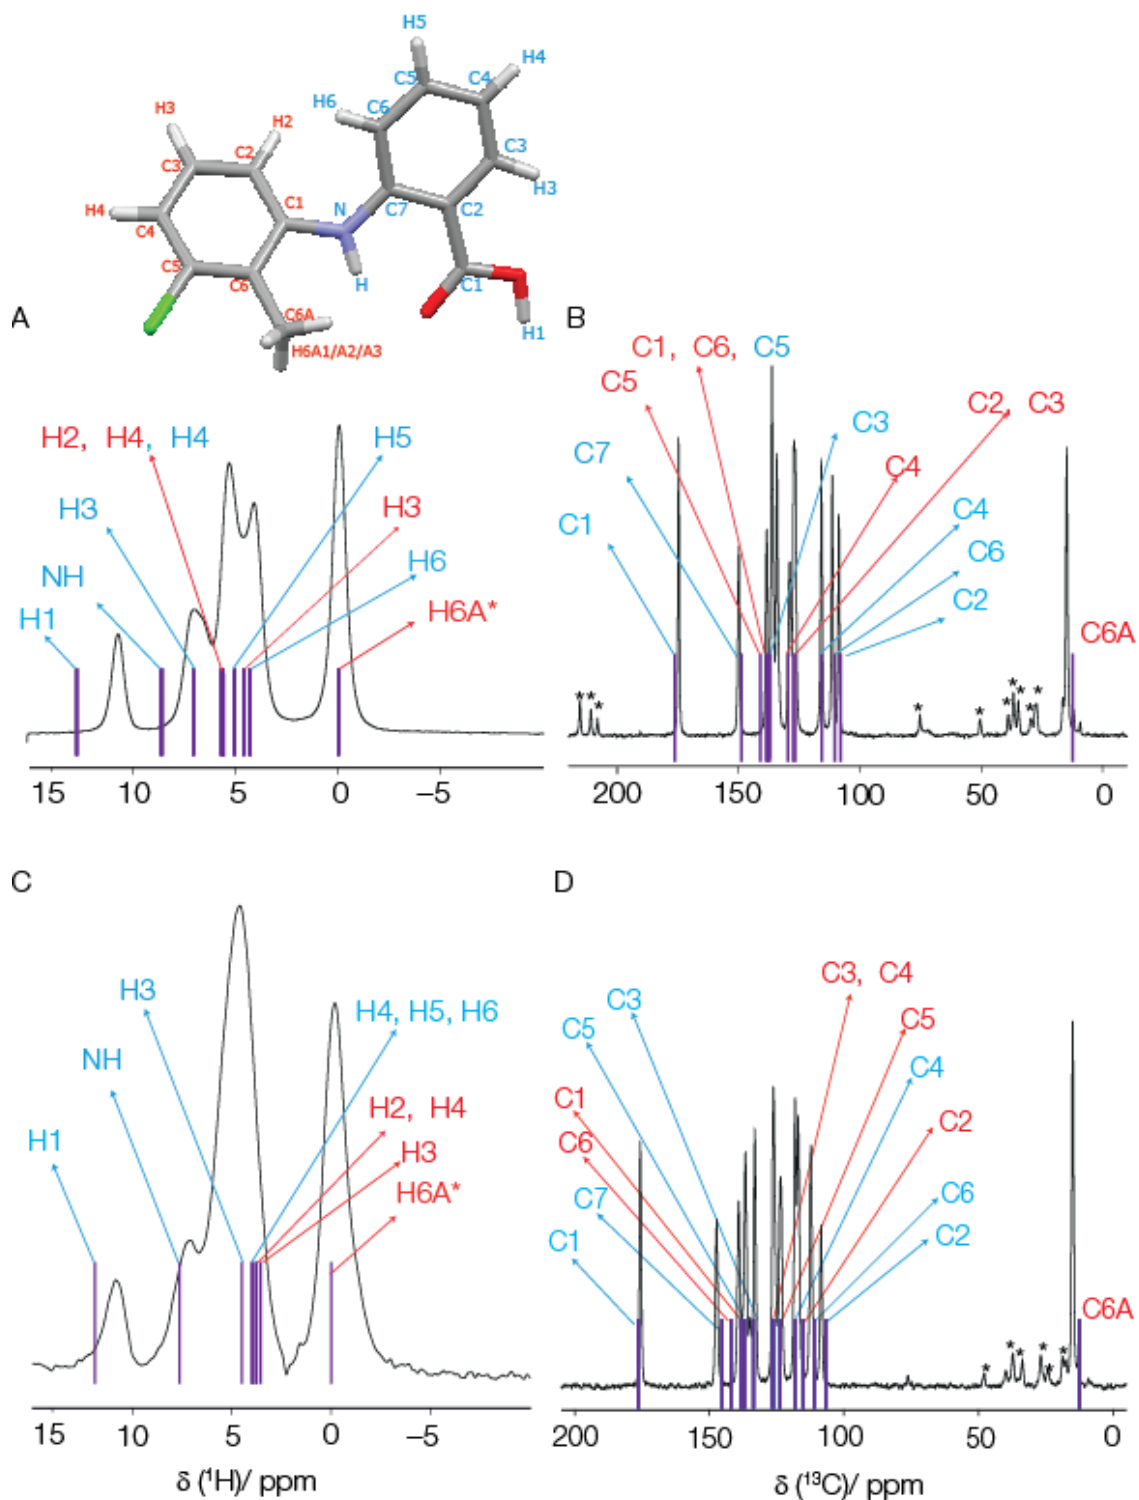 H5
H4
C5
C4
H6
C6
H3
H2
C3
C2
C3
H3
C1
N
C7
C2
H4
C4
C5
C6
H
C1
C6A
H1
H6A1/A2/A3
A
B
H2, H4, H4
H5
H3
H3
NH
H6
H1
H6A*
15 10 5 0 −5
C1, C6, C5
C5
C2, C3
C3
C7
C4
C4
C1
C6
C2
C6A
* * * * * * * * * *
200 150 100 50 0
C
D
H3
H4, H5, H6
NH
H2, H4
H1
H3
H6A*
15 10 5 0 -5
δ (¹H)/ ppm
C3, C4
C3
C5
C5
C4
C1
C2
C6
C7
C6
C1
C2
C6A
* * * * * *
200 150 100 50 0
δ (¹³C)/ ppm